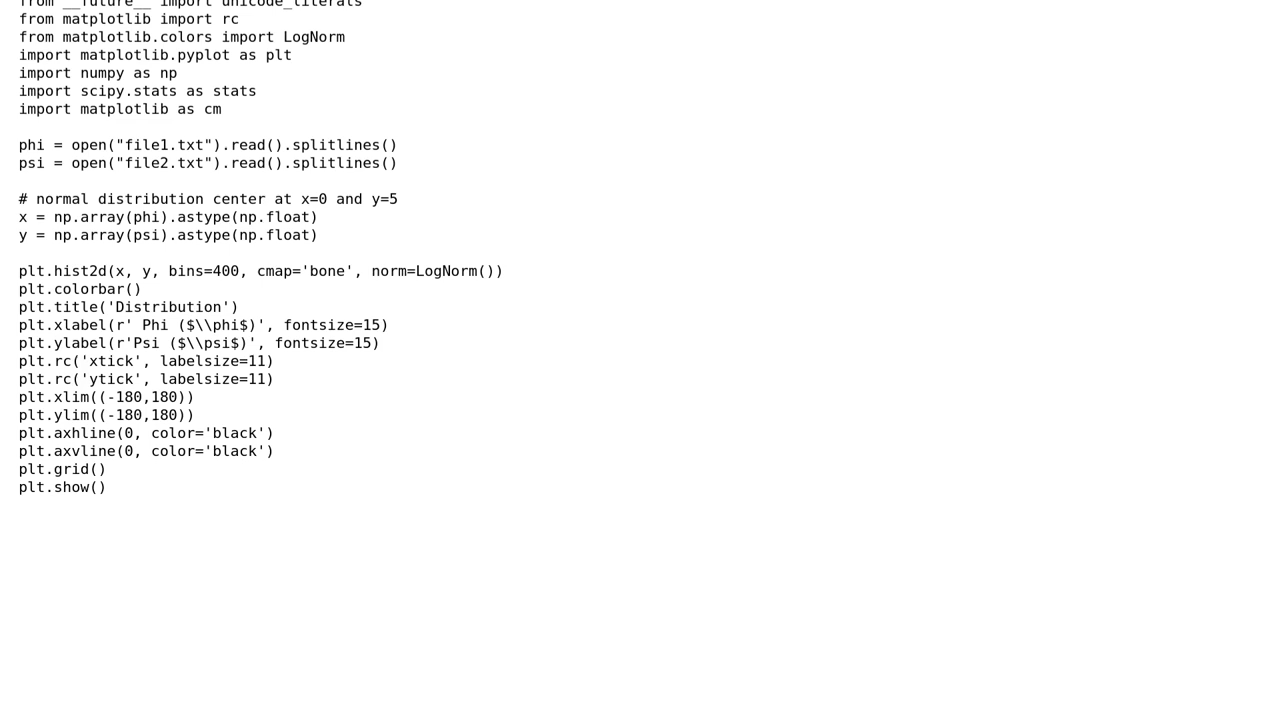 from __future__ import unicode_literals
from matplotlib import rc
from matplotlib.colors import LogNorm
import matplotlib.pyplot as plt
import numpy as np
import scipy.stats as stats
import matplotlib as cm

phi = open("file1.txt").read().splitlines()
psi = open("file2.txt").read().splitlines()

# normal distribution center at x=0 and y=5
x = np.array(phi).astype(np.float)
y = np.array(psi).astype(np.float)

plt.hist2d(x, y, bins=400, cmap='bone', norm=LogNorm())
plt.colorbar()
plt.title('Distribution')
plt.xlabel(r' Phi ($\\phi$)', fontsize=15)
plt.ylabel(r'Psi ($\\psi$)', fontsize=15)
plt.rc('xtick', labelsize=11)
plt.rc('ytick', labelsize=11)
plt.xlim((-180,180))
plt.ylim((-180,180))
plt.axhline(0, color='black')
plt.axvline(0, color='black')
plt.grid()
plt.show()